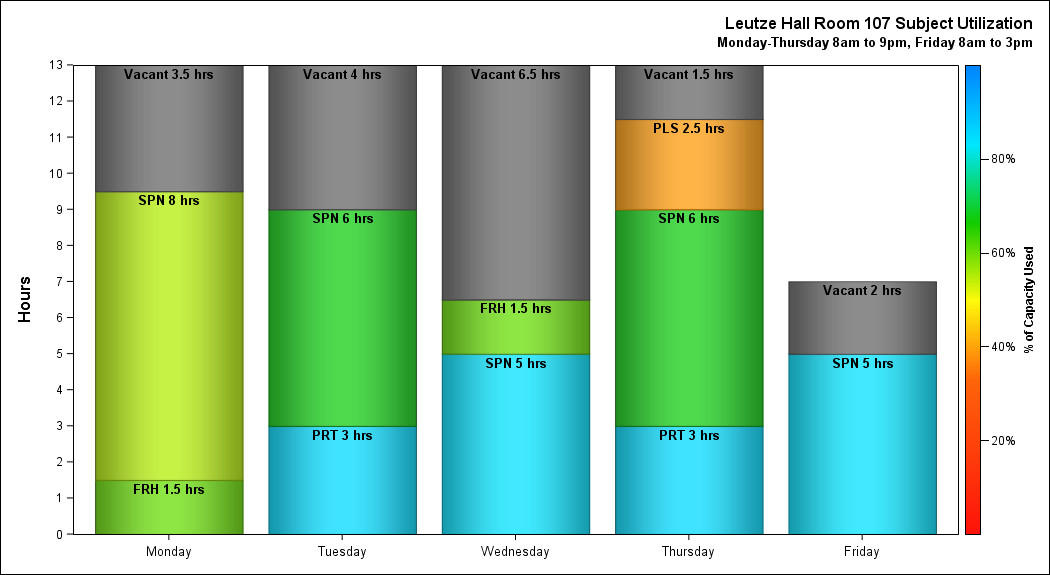 Leutze Hall Room 107 Subject Utilization
Monday-Thursday 8am to 9pm, Friday 8am to 3pm
Hours
13
12
11
10
9
8
7
6
5
4
3
2
1
0
Vacant 3.5 hrs
SPN 8 hrs
FRH 1.5 hrs
Vacant 4 hrs
SPN 6 hrs
PRT 3 hrs
Vacant 6.5 hrs
FRH 1.5 hrs
SPN 5 hrs
Vacant 1.5 hrs
PLS 2.5 hrs
SPN 6 hrs
PRT 3 hrs
Vacant 2 hrs
SPN 5 hrs
Monday
Tuesday
Wednesday
Thursday
Friday
80%
60%
40%
20%
% of Capacity Used